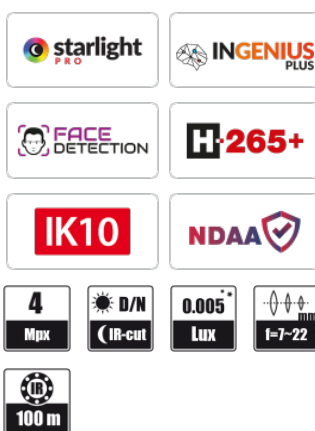 starlight
PRO
INGENIUS
PLUS
FACE
DETECTION
H·265+
IK10
NDAA
4
Mpx
D/N
IR-cut
0.005**
Lux
mm
f=7~22
IR
100 m